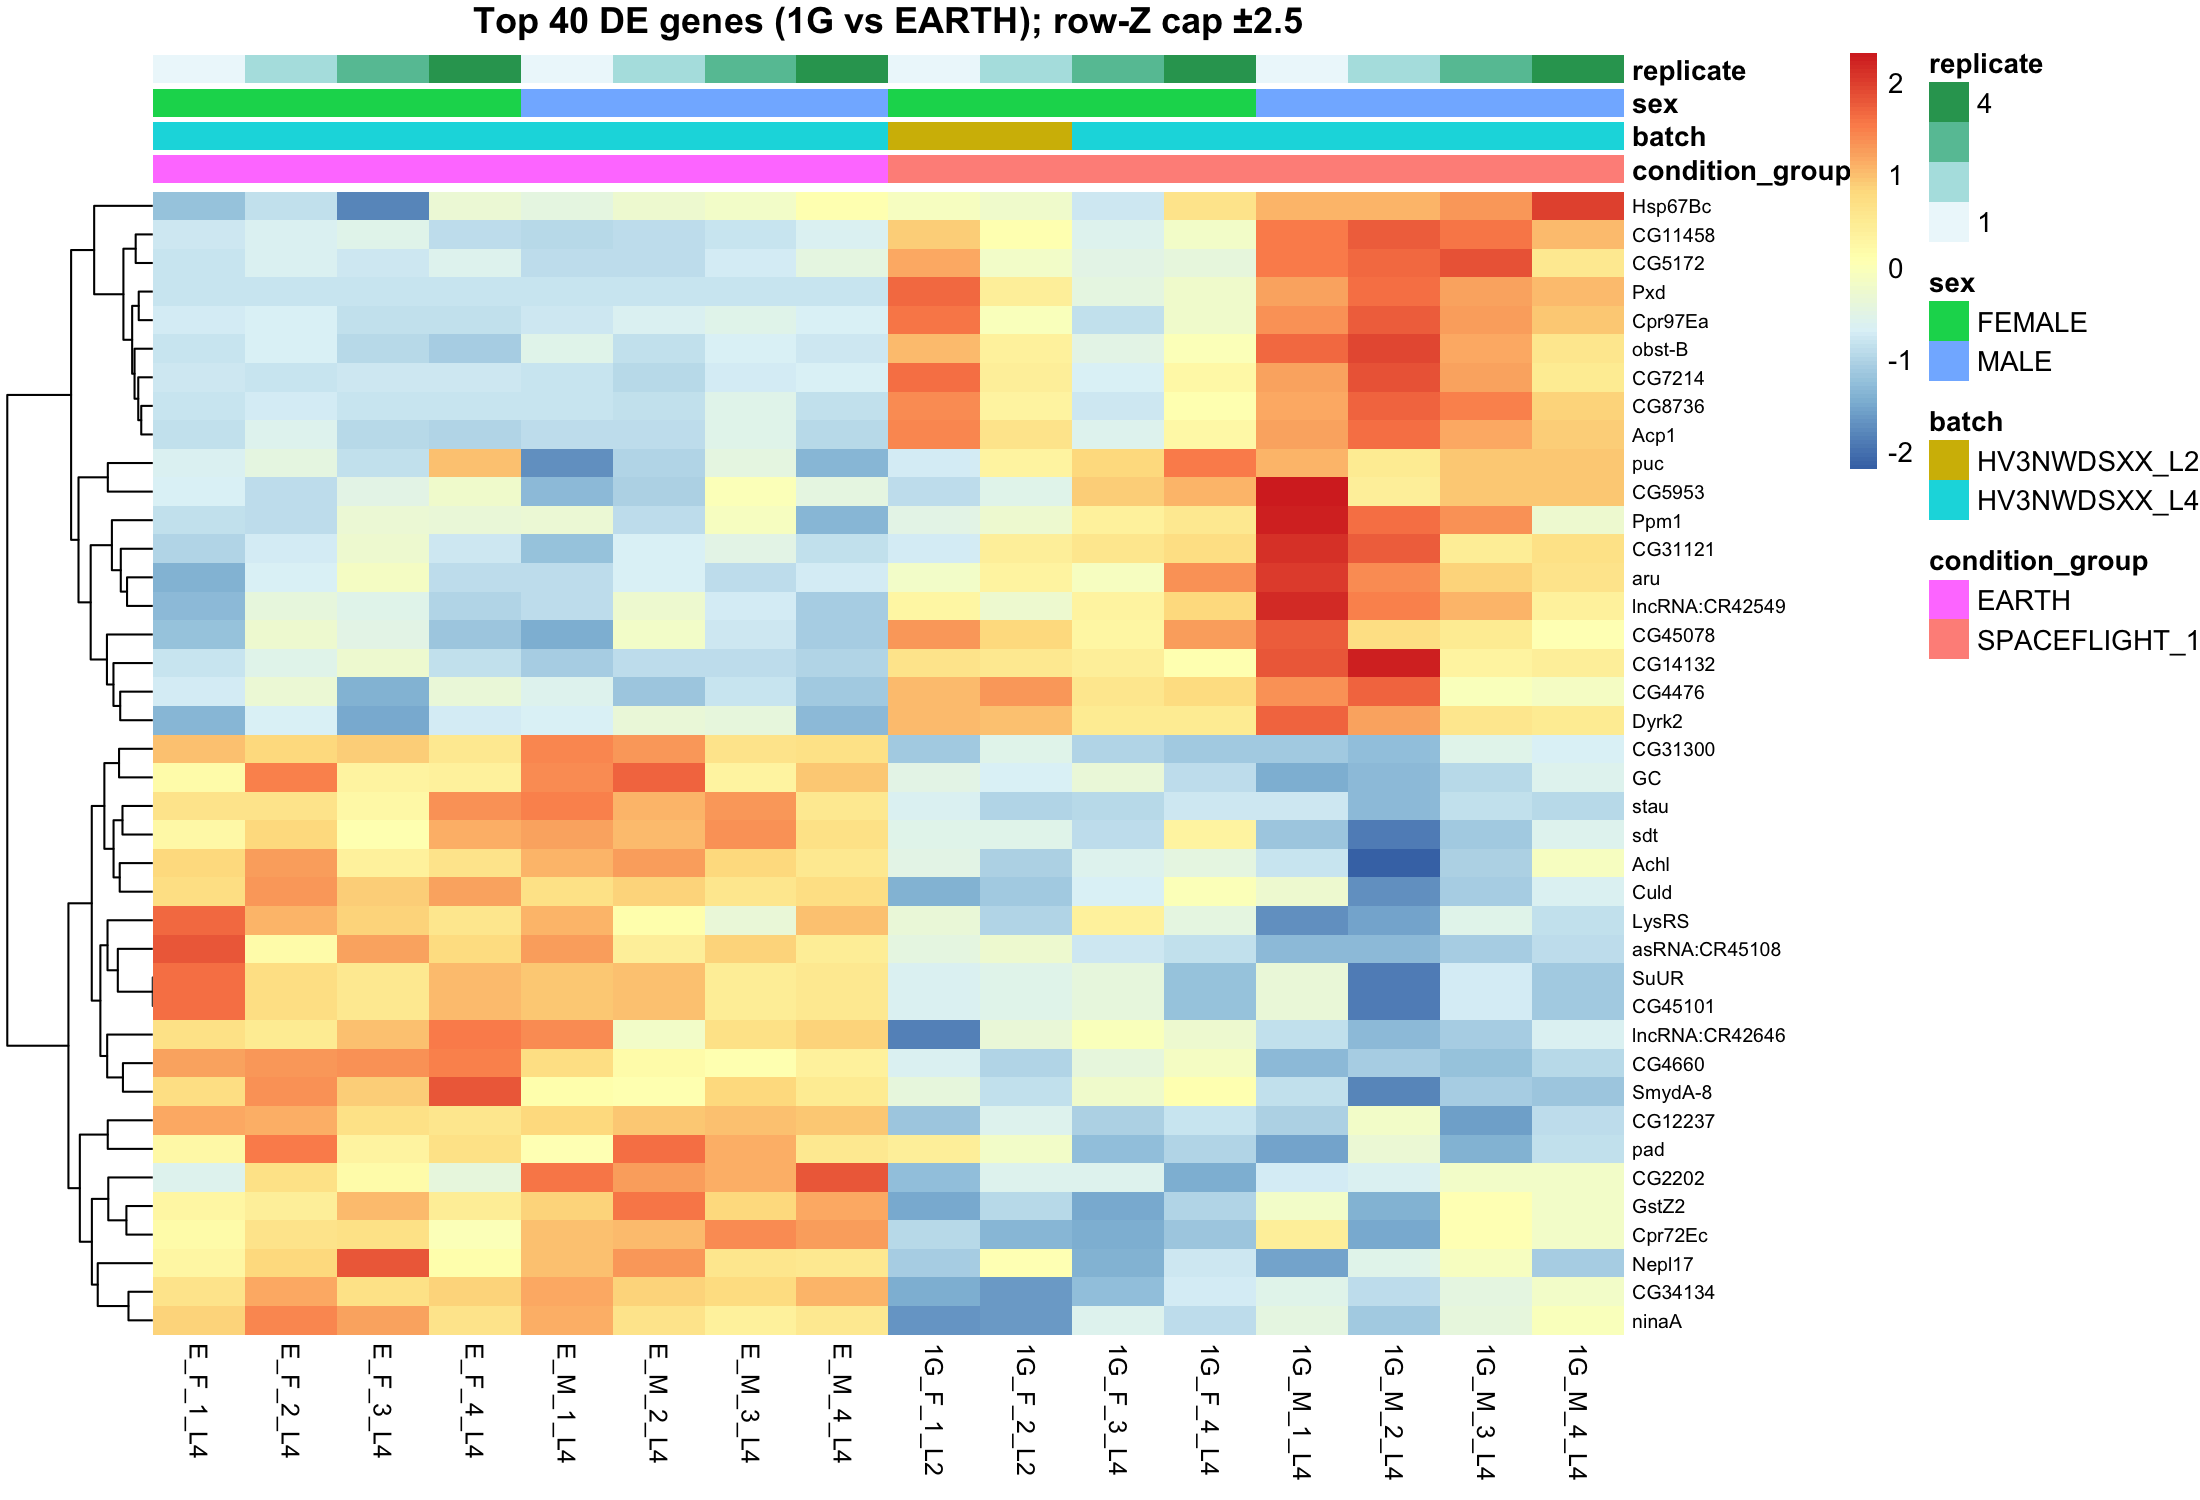 Top 40 DE genes (1G vs EARTH); row-Z cap ±2.5
replicate
sex
batch
condition_group
Hsp67Bc
CG11458
CG5172
Pxd
Cpr97Ea
obst-B
CG7214
CG8736
Acp1
puc
CG5953
Ppm1
CG31121
aru
lncRNA:CR42549
CG45078
CG14132
CG4476
Dyrk2
CG31300
GC
stau
sdt
Achl
Culd
LysRS
asRNA:CR45108
SuUR
CG45101
lncRNA:CR42646
CG4660
SmydA-8
CG12237
pad
CG2202
GstZ2
Cpr72Ec
Nepl17
CG34134
ninaA
E_F_1_L4
E_F_2_L4
E_F_3_L4
E_F_4_L4
E_M_1_L4
E_M_2_L4
E_M_3_L4
E_M_4_L4
1G_F_1_L2
1G_F_2_L2
1G_F_3_L4
1G_F_4_L4
1G_M_1_L4
1G_M_2_L4
1G_M_3_L4
1G_M_4_L4
2
1
0
-1
-2
replicate
4
1
sex
FEMALE
MALE
batch
HV3NWDSXX_L2
HV3NWDSXX_L4
condition_group
EARTH
SPACEFLIGHT_1